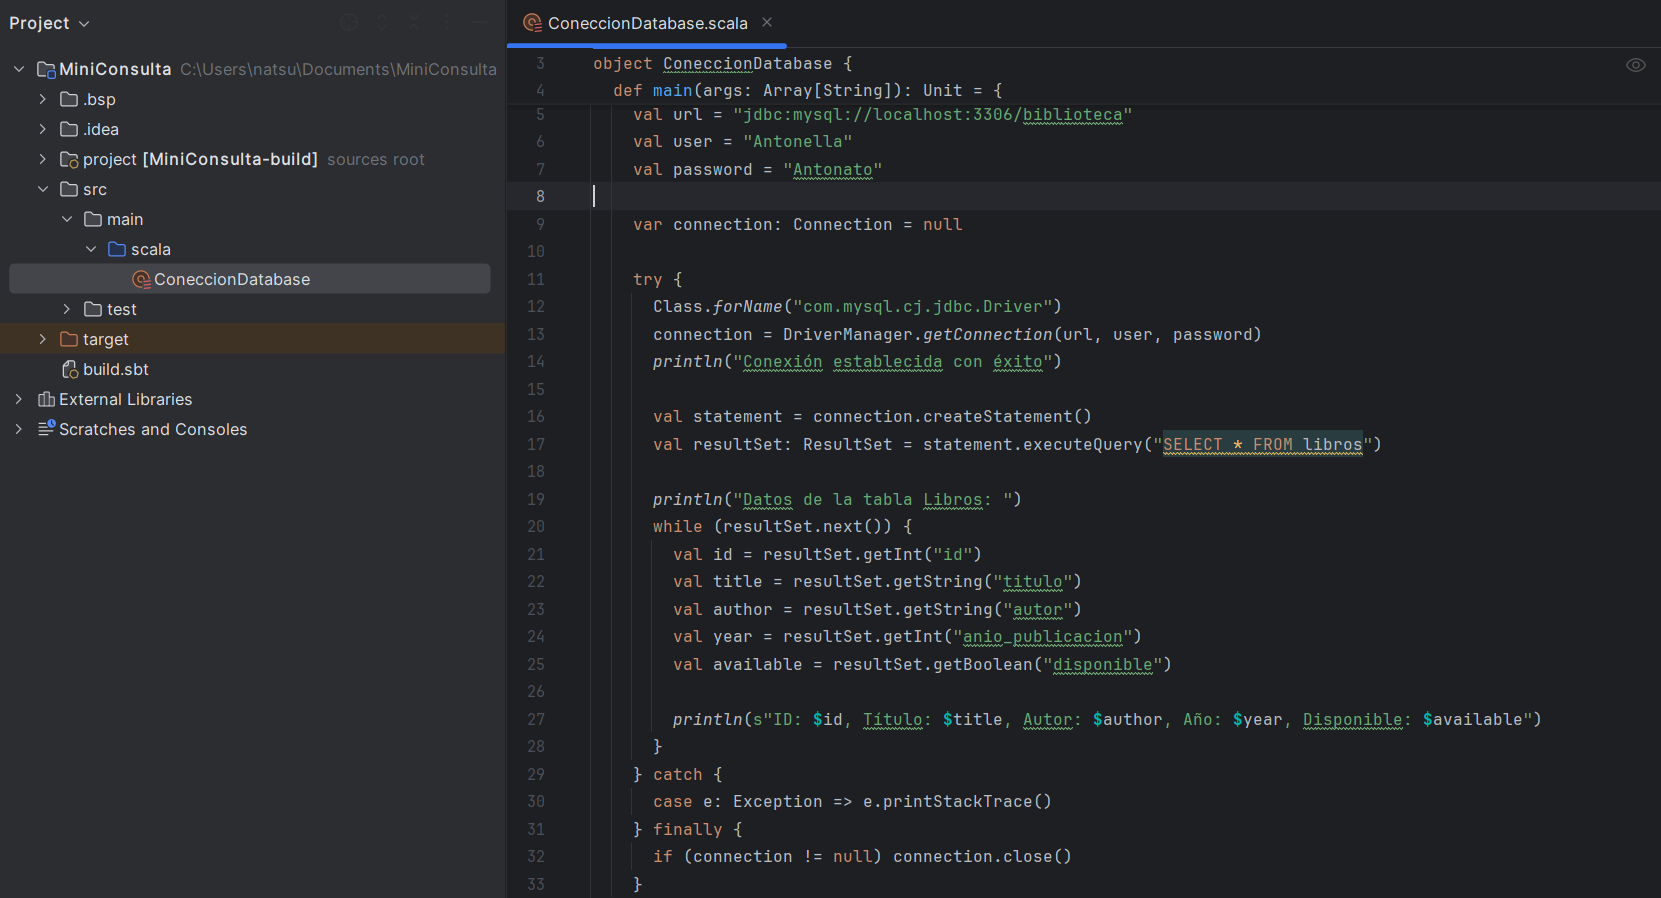 Project
MiniConsulta C:\Users\natsu\Documents\MiniConsulta
.bsp
.idea
project [MiniConsulta-build] sources root
src
main
scala
ConeccionDatabase
test
target
build.sbt
External Libraries
Scratches and Consoles
ConeccionDatabase.scala
3 object ConeccionDatabase {
4 def main(args: Array[String]): Unit = {
5 val url = "jdbc:mysql://localhost:3306/biblioteca"
6 val user = "Antonella"
7 val password = "Antonato"
8
9 var connection: Connection = null
10
11 try {
12 Class.forName("com.mysql.cj.jdbc.Driver")
13 connection = DriverManager.getConnection(url, user, password)
14 println("Conexión establecida con éxito")
15
16 val statement = connection.createStatement()
17 val resultSet: ResultSet = statement.executeQuery("SELECT * FROM libros")
18
19 println("Datos de la tabla Libros: ")
20 while (resultSet.next()) {
21 val id = resultSet.getInt("id")
22 val title = resultSet.getString("titulo")
23 val author = resultSet.getString("autor")
24 val year = resultSet.getInt("anio_publicacion")
25 val available = resultSet.getBoolean("disponible")
26
27 println(s"ID: $id, Título: $title, Autor: $author, Año: $year, Disponible: $available")
28 }
29 } catch {
30 case e: Exception => e.printStackTrace()
31 } finally {
32 if (connection != null) connection.close()
33 }